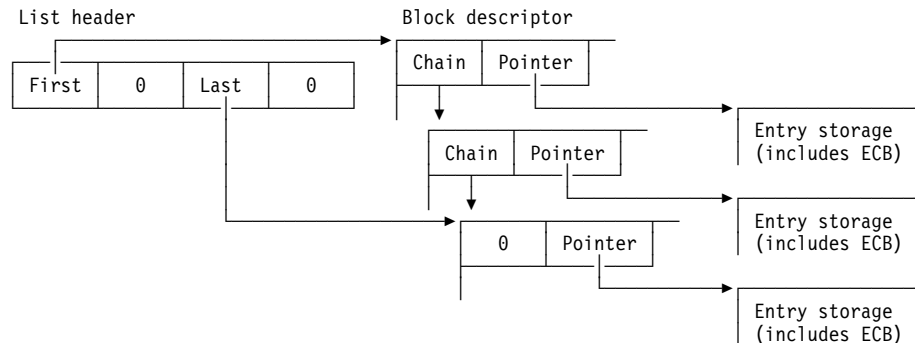 List header
Block descriptor
Chain Pointer
First 0 Last 0
Entry storage
(includes ECB)
Chain Pointer
Entry storage
(includes ECB)
0 Pointer
Entry storage
(includes ECB)